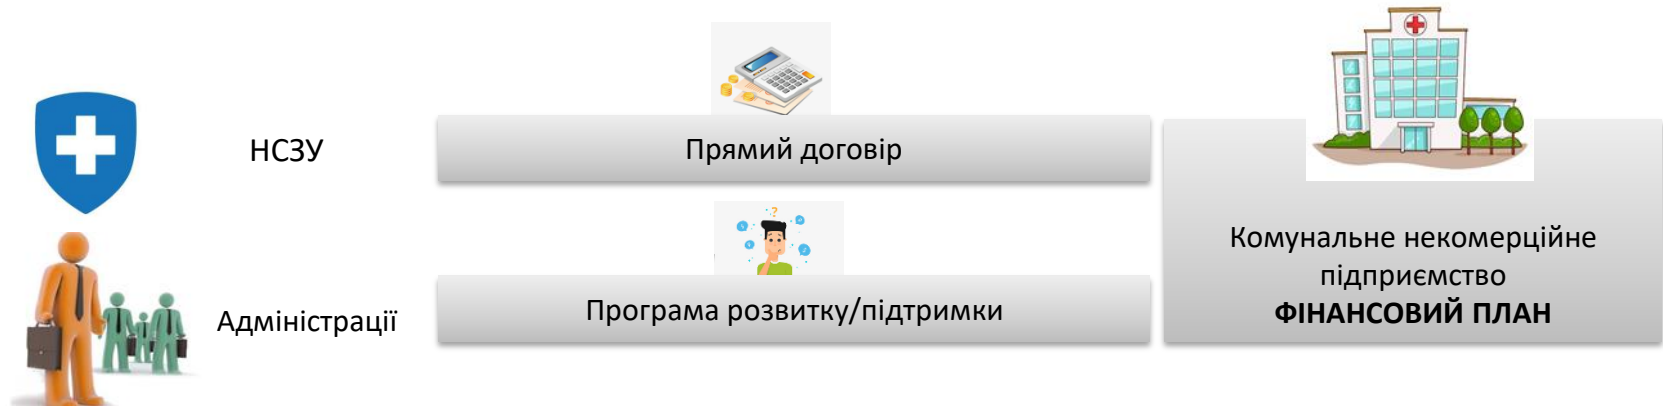 НСЗУ
Прямий договір
Адміністрації
Програма розвитку/підтримки
Комунальне некомерційне
підприємство
ФІНАНСОВИЙ ПЛАН